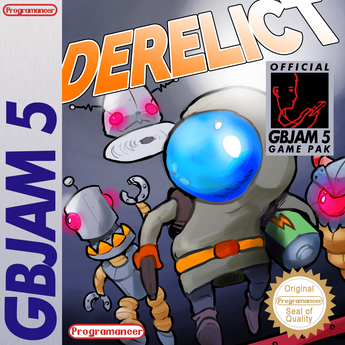 Programancer
DERELICT
OFFICIAL
GBJAM 5
GAME PAK
GBJAM 5
Original
Programancer
Seal of
Quality
Programancer